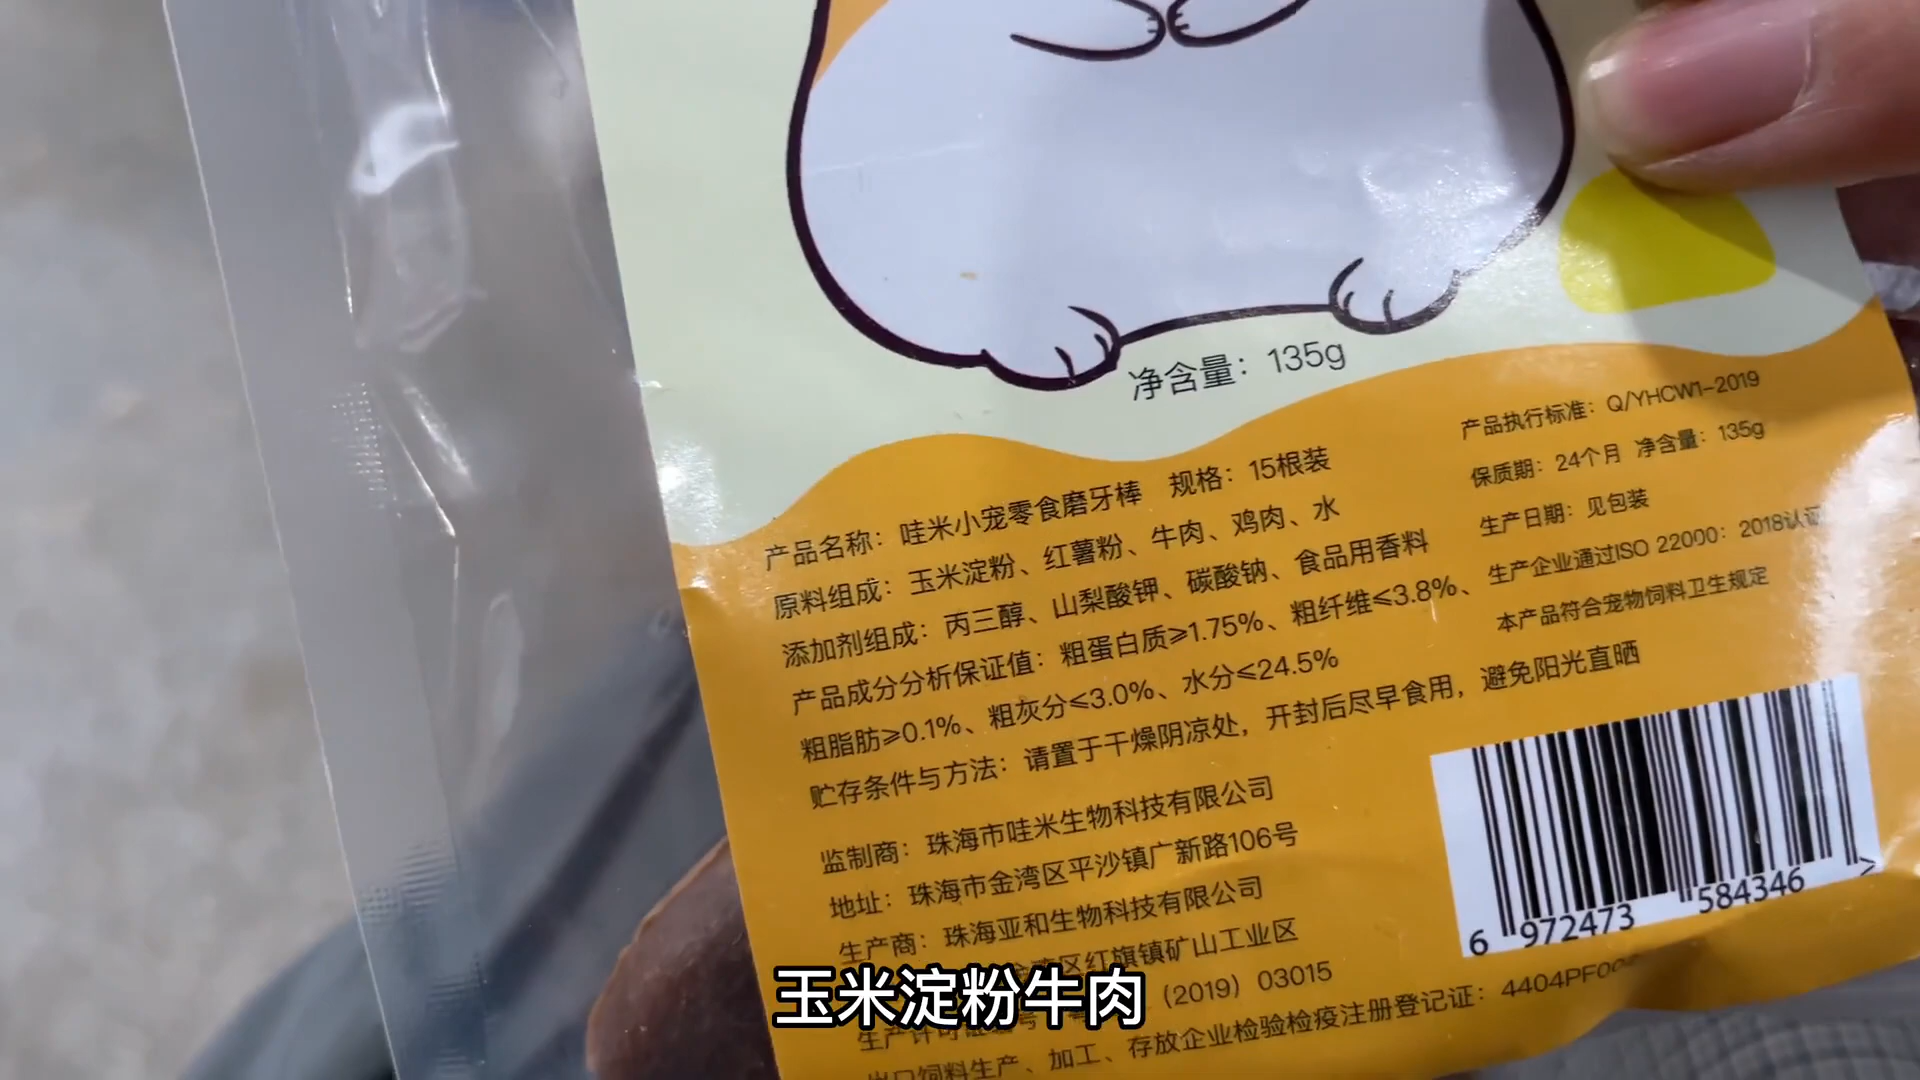 净含量：135g
产品名称：哇米小宠零食磨牙棒 规格：15根装
原料组成：玉米淀粉、红薯粉、牛肉、鸡肉、水
添加剂组成：丙三醇、山梨酸钾、碳酸钠、食品用香料
产品成分分析保证值：粗蛋白质≥1.75%、粗纤维≤3.8%、
粗脂肪≥0.1%、粗灰分≤3.0%、水分≤24.5%
贮存条件与方法：请置于干燥阴凉处，开封后尽早食用，避免阳光直晒
监制商：珠海市哇米生物科技有限公司
地址：珠海市金湾区平沙镇广新路106号
生产商：珠海亚和生物科技有限公司
区红旗镇矿山工业区
（2019）03015
出口饲料生产、加工、存放企业检验检疫注册登记证：4404PF00
产品执行标准：Q/YHCW1-2019
保质期：24个月 净含量：135g
生产日期：见包装
生产企业通过ISO 22000：2018认证
本产品符合宠物饲料卫生规定
6 972473 584346 >
玉米淀粉牛肉